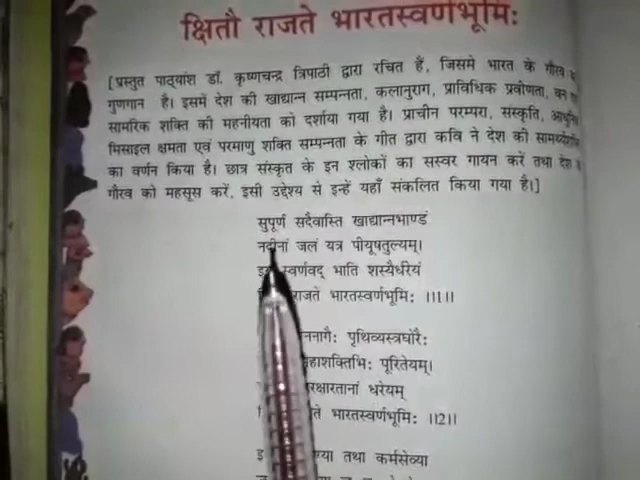 क्षितौ राजते भारतस्वर्णभूमिः
[प्रस्तुत पाठ्यांश डॉ. कृष्णचन्द्र त्रिपाठी द्वारा रचित है, जिसमे भारत के गौरव
गुणगान है। इसमें देश की खाद्यान्न सम्पन्नता, कलानुराग, प्राविधिक प्रवीणता, वन
सामरिक शक्ति की महनीयता को दर्शाया गया है। प्राचीन परम्परा, संस्कृति,
मिसाइल क्षमता एवं परमाणु शक्ति सम्पन्नता के गीत द्वारा कवि ने देश की
का वर्णन किया है। छात्र संस्कृत के इन श्लोकों का सस्वर गायन करें तथा देश
गौरव को महसूस करें, इसी उद्देश्य से इन्हें यहाँ संकलित किया गया है।]
सुपूर्ण सदैवास्ति खाद्यान्नभाण्डं
नदीनां जलं यत्र पीयूषतुल्यम्।
स्वर्णवद् भाति शस्यैर्धरेयं
राजते भारतस्वर्णभूमिः ।।1।।
पृथिव्यस्त्रघोरैः
पूरितेयम्।
धरेयम्
भारतस्वर्णभूमिः ।।2।।
तथा कर्मसेव्या